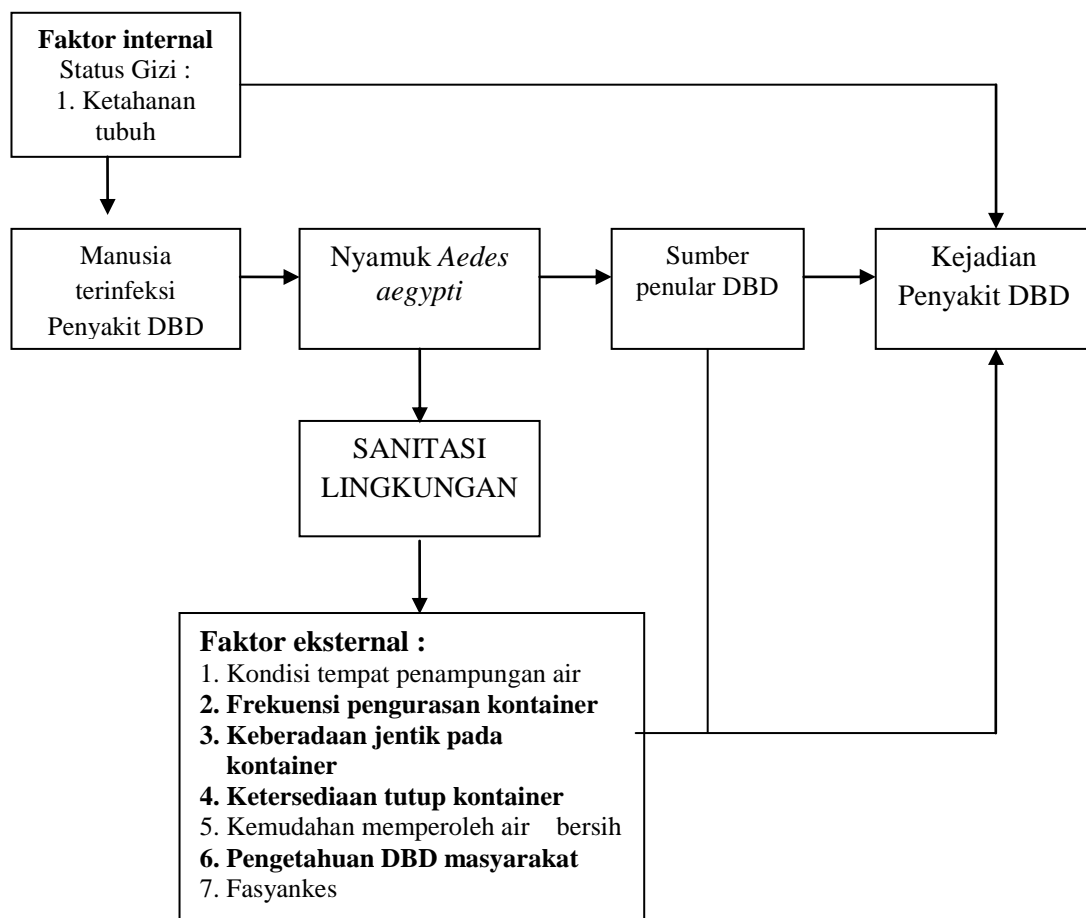 Faktor internal
Status Gizi :
1. Ketahanan
tubuh
Manusia
terinfeksi
Penyakit DBD
Nyamuk Aedes
aegypti
Sumber
penular DBD
Kejadian
Penyakit DBD
SANITASI
LINGKUNGAN
Faktor eksternal :
1. Kondisi tempat penampungan air
2. Frekuensi pengurasan kontainer
3. Keberadaan jentik pada
kontainer
4. Ketersediaan tutup kontainer
5. Kemudahan memperoleh air bersih
6. Pengetahuan DBD masyarakat
7. Fasyankes